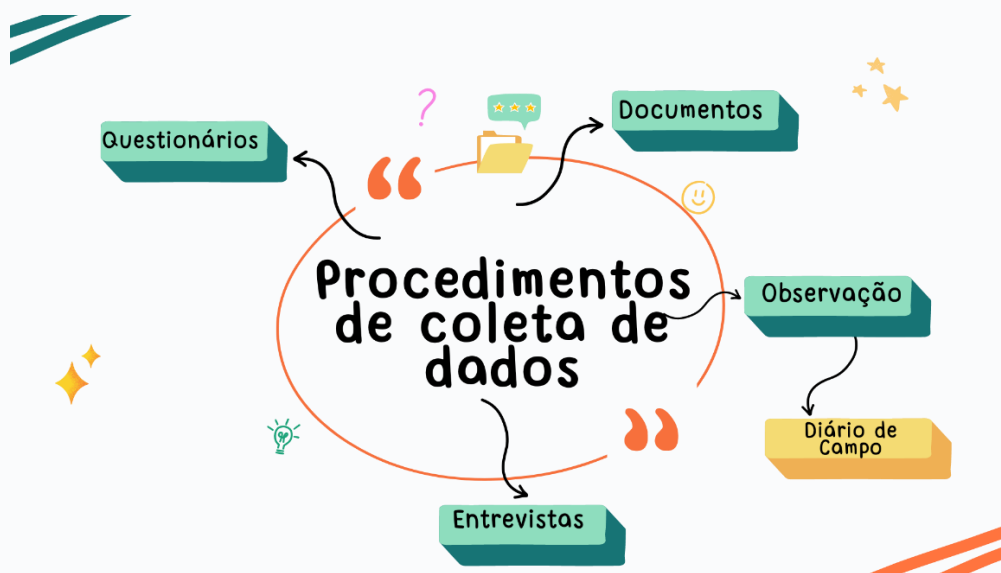 Documentos
Questionários
Procedimentos
de coleta de
dados
Observação
Diário de
Campo
Entrevistas